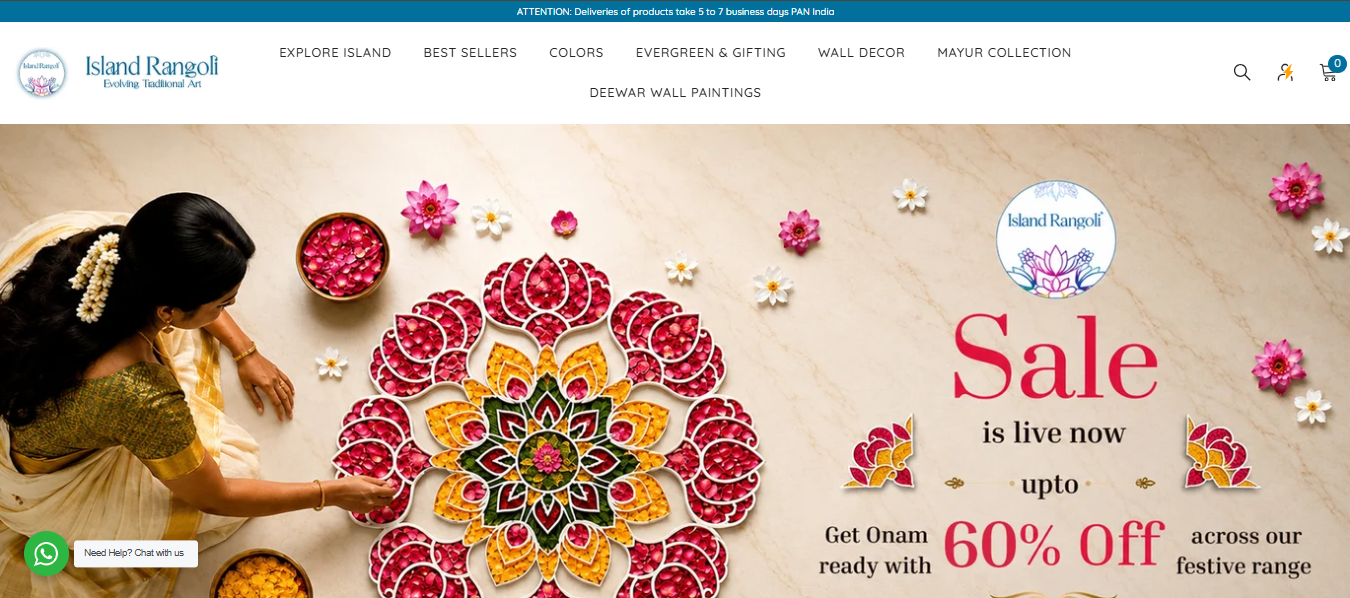 ATTENTION: Deliveries of products take 5 to 7 business days PAN India
Island Rangoli
Island Rangoli
Evolving Traditional Art
EXPLORE ISLAND
BEST SELLERS
COLORS
EVERGREEN & GIFTING
WALL DECOR
MAYUR COLLECTION
DEEWAR WALL PAINTINGS
0
Island Rangoli
Sale
is live now
upto
Get Onam
ready with
60% Off
across our
festive range
Need Help? Chat with us